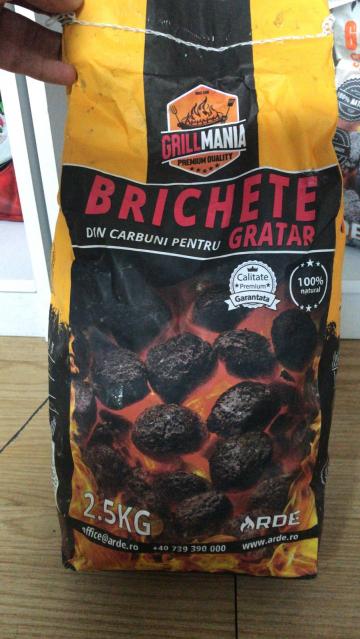 GRILLMANIA
PREMIUM QUALITY
BRICHETE
DIN CARBUNI PENTRU GRATAR
Calitate
Premium
Garantata
100%
natural
2.5KG
ARDE
office@arde.ro
+40 739 390 000
www.arde.ro